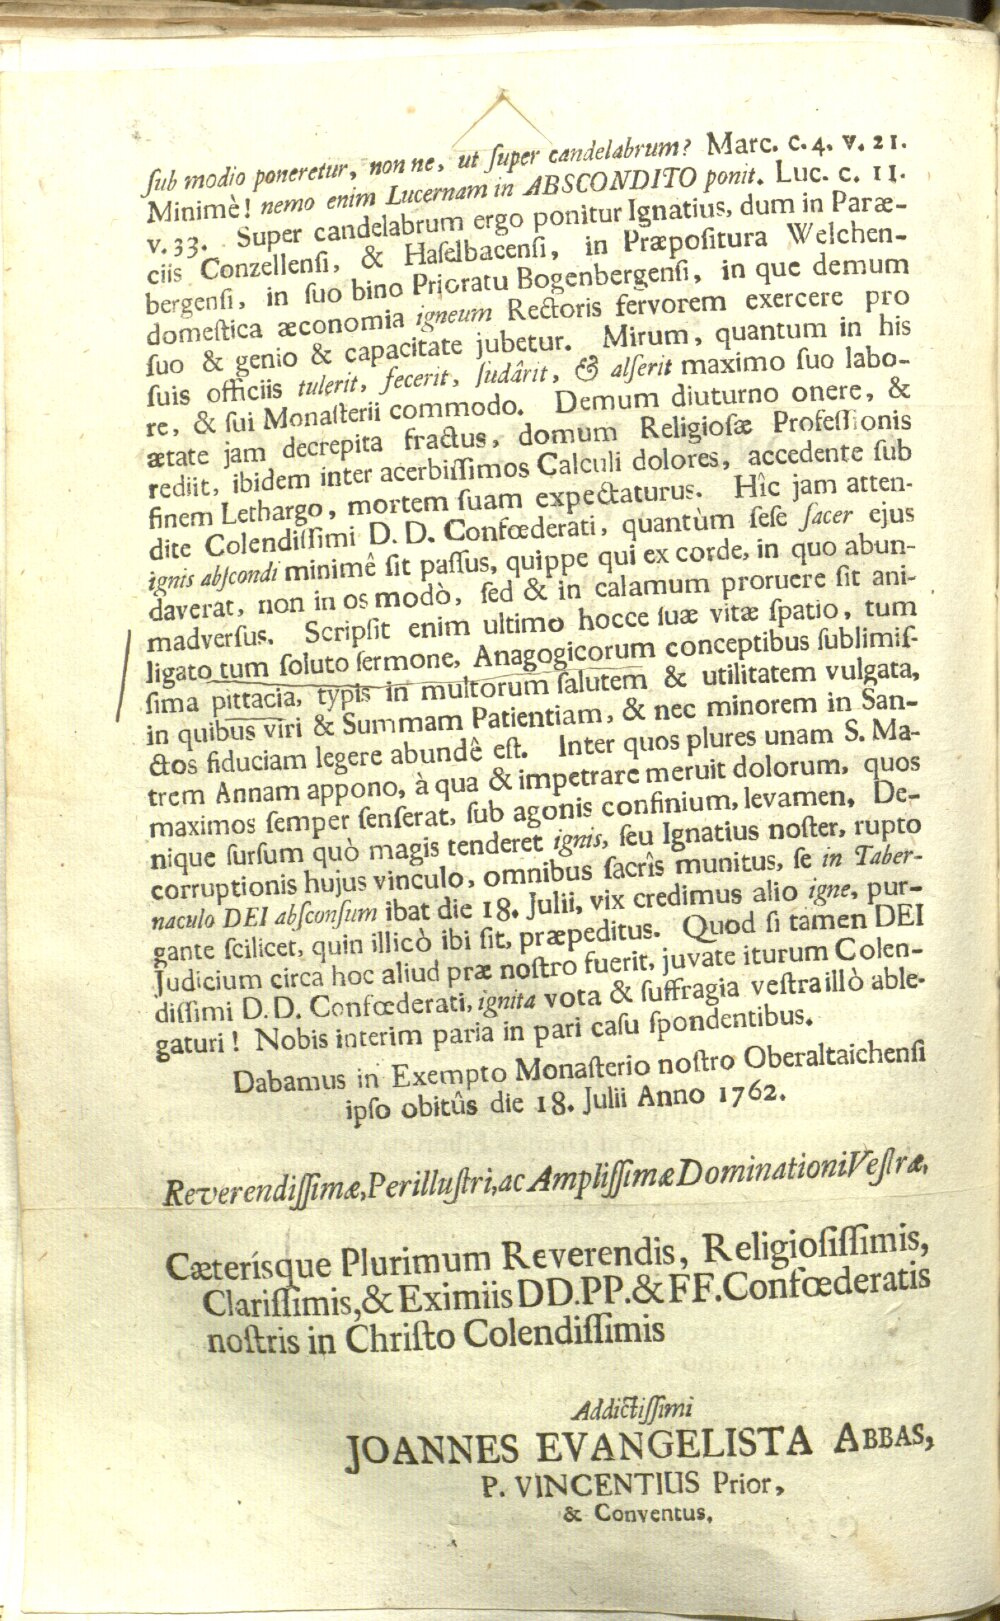 ſub modio poneretur, non ne, ut ſuper candelabrum? Marc. c. 4. v. 21.
Minimè! nemo enim Lucernam in ABSCONDITO ponit. Luc. c. 11.
v. 33. Super candelabrum ergo ponitur Ignatius, dum in Paræ-
ciis Conzellenſi, & Haſelbacenſi, in Præpoſitura Welchen-
bergenſi, in ſuo bino Prioratu Bogenbergenſi, in que demum
domeſtica æconomia igneum Rectoris fervorem exercere pro
ſuo & genio & capacitate jubetur. Mirum, quantum in his
ſuis officiis tulerit, fecerit, ſudârit, & alſerit maximo ſuo labo-
re, & ſui Monaſterii commodo. Demum diuturno onere, &
ætate jam decrepita fractus, domum Religioſæ Profeſſionis
rediit, ibidem inter acerbiſſimos Calculi dolores, accedente ſub
finem Lethargo, mortem ſuam expectaturus. Hîc jam atten-
dite Colendiſſimi D. D. Confœderati, quantùm ſeſe ſacer ejus
ignis abſcondi minimê ſit paſſus, quippe qui ex corde, in quo abun-
daverat, non in os modò, ſed & in calamum proruere ſit ani-
madverſus. Scripſit enim ultimo hocce ſuæ vitæ ſpatio, tum
ligato tum ſoluto ſermone, Anagogicorum conceptibus ſublimiſ-
ſima pittacia, typis in multorum ſalutem & utilitatem vulgata,
in quibus viri & Summam Patientiam, & nec minorem in San-
ctos fiduciam legere abundê eſt. Inter quos plures unam S. Ma-
trem Annam appono, à qua & impetrare meruit dolorum, quos
maximos ſemper ſenſerat, ſub agonis confinium, levamen. De-
nique ſurſum quò magis tenderet ignis, ſeu Ignatius noſter, rupto
corruptionis hujus vinculo, omnibus ſacrîs munitus, ſe in Taber-
naculo DEI abſconſum ibat die 18. Julii, vix credimus alio igne, pur-
gante ſcilicet, quin illicò ibi ſit, præpeditus. Quod ſi tamen DEI
Judicium circa hoc aliud præ noſtro fuerit, juvate iturum Colen-
diſſimi D. D. Confœderati, ignita vota & ſuffragia veſtra illò able-
gaturi! Nobis interim paria in pari caſu ſpondentibus.
Dabamus in Exempto Monaſterio noſtro Oberaltaichenſi
ipſo obitûs die 18. Julii Anno 1762.
Reverendiſſimæ, Perilluſtri, ac Ampliſſimæ Dominationi Veſtræ,
Cæterísque Plurimum Reverendis, Religioſiſſimis,
Clariſſimis, & Eximiis DD. PP. & FF. Confœderatis
noſtris in Chriſto Colendiſſimis
Addictiſſimi
JOANNES EVANGELISTA ABBAS,
P. VINCENTIUS Prior,
& Conventus.